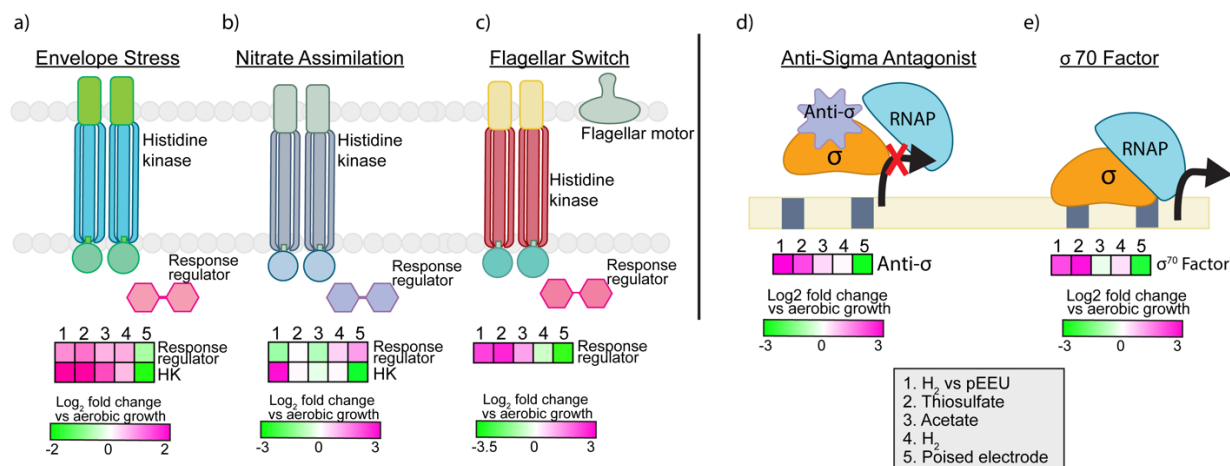 a)
Envelope Stress
Histidine
kinase
Response
regulator
1 2 3 4 5
Response
regulator
HK
Log2 fold change
vs aerobic growth
-2 0 2
b)
Nitrate Assimilation
Histidine
kinase
Response
regulator
1 2 3 4 5
Response
regulator
HK
Log2 fold change
vs aerobic growth
-3 0 3
c)
Flagellar Switch
Flagellar motor
Histidine
kinase
Response
regulator
1 2 3 4 5
Response
regulator
Log2 fold change
vs aerobic growth
-3.5 0 3
d)
Anti-Sigma Antagonist
Anti-σ
RNAP
σ
1 2 3 4 5
Anti-σ
Log2 fold change
vs aerobic growth
-3 0 3
e)
σ 70 Factor
RNAP
σ
1 2 3 4 5
σ70 Factor
Log2 fold change
vs aerobic growth
-3 0 3
1. H2 vs pEEU
2. Thiosulfate
3. Acetate
4. H2
5. Poised electrode